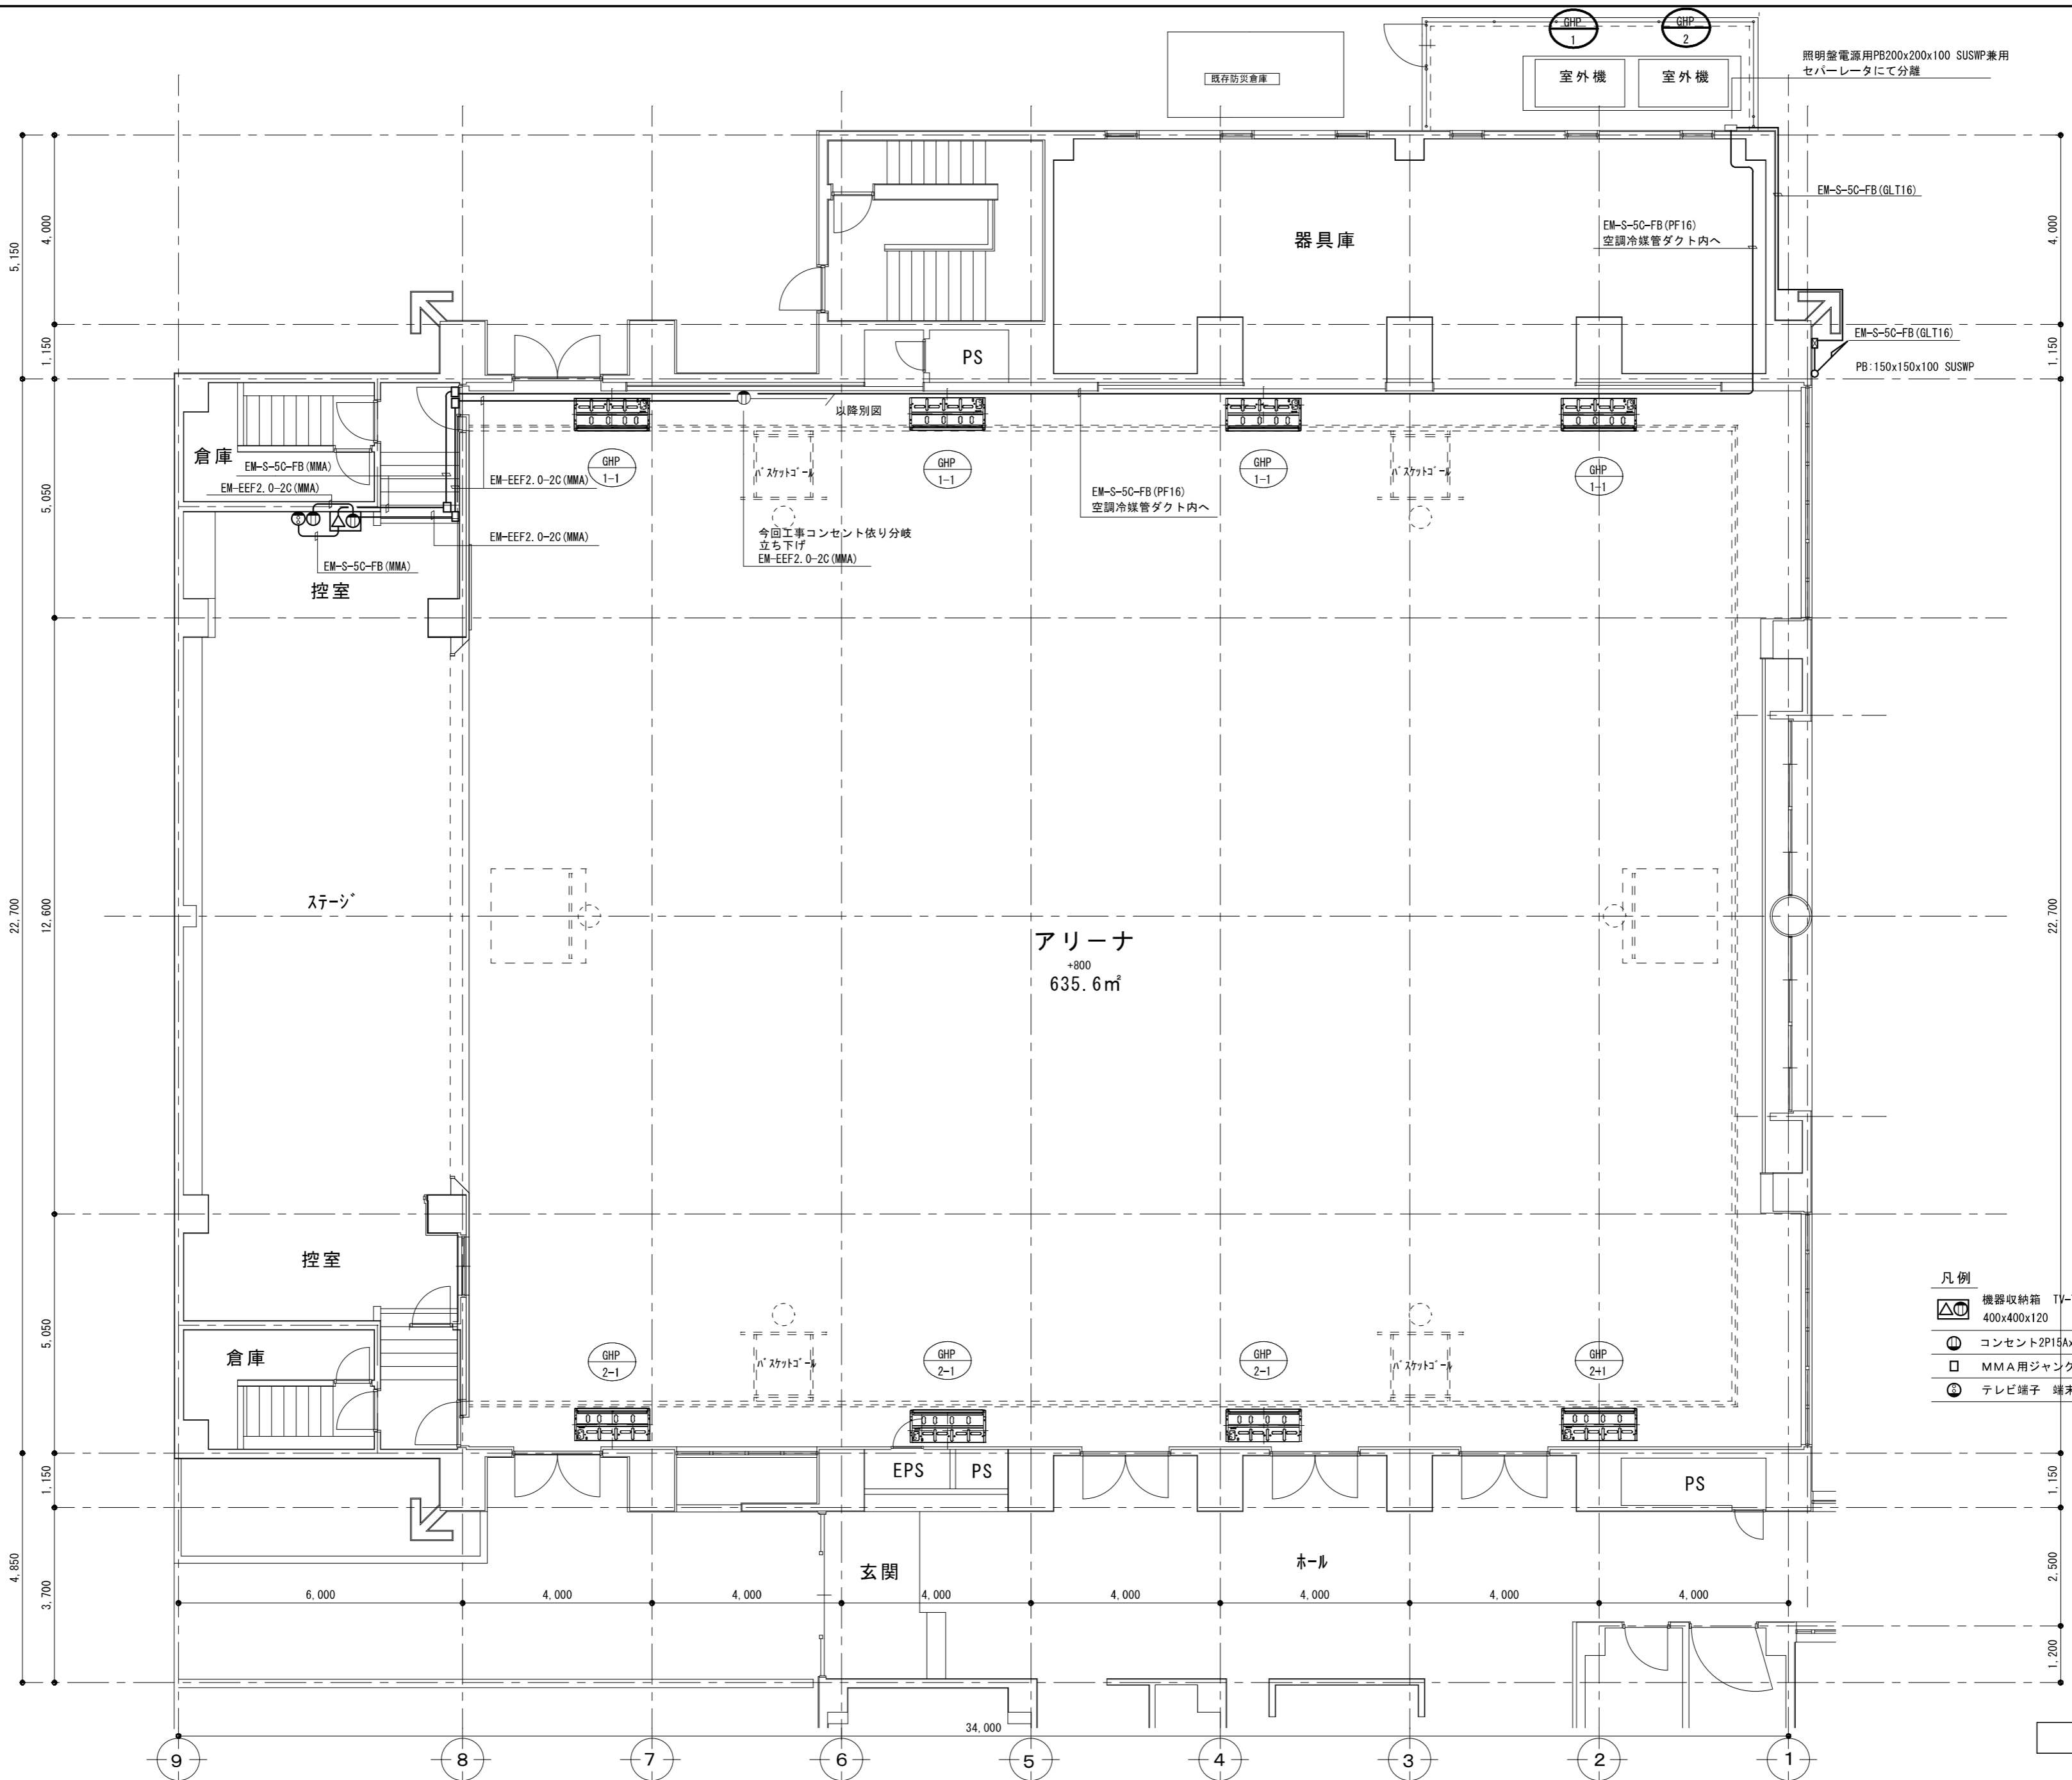 GHP
1
GHP
2
照明盤電源用PB200x200x100 SUSWP兼用
セパレータにて分離
既存防災倉庫
室外機
室外機
EM-S-5C-FB(GLT16)
EM-S-5C-FB(PF16)
空調冷媒管ダクト内へ
器具庫
EM-S-5C-FB(GLT16)
PB:150x150x100 SUSWP
PS
以降別図
倉庫
EM-S-5C-FB(MMA)
EM-EEF2.0-2C(MMA)
EM-EEF2.0-2C(MMA)
EM-EEF2.0-2C(MMA)
EM-S-5C-FB(MMA)
控室
GHP
1-1
GHP
1-1
GHP
1-1
GHP
1-1
バスケットゴール
バスケットゴール
今回工事コンセント依り分岐
立ち下げ
EM-EEF2.0-2C(MMA)
EM-S-5C-FB(PF16)
空調冷媒管ダクト内へ
5,150
4,000
1,150
5,050
22,700
12,600
5,050
1,150
4,850
3,700
4,000
1,150
22,700
1,150
2,500
1,200
ステージ
アリーナ
+800
635.6㎡
控室
倉庫
GHP
2-1
GHP
2-1
GHP
2-1
GHP
2-1
バスケットゴール
バスケットゴール
凡例
機器収納箱 TV-
400x400x120
コンセント2P15Ax
MMA用ジャンク
テレビ端子 端末
EPS
PS
PS
玄関
ホール
6,000
4,000
4,000
4,000
4,000
4,000
4,000
4,000
34,000
9
8
7
6
5
4
3
2
1